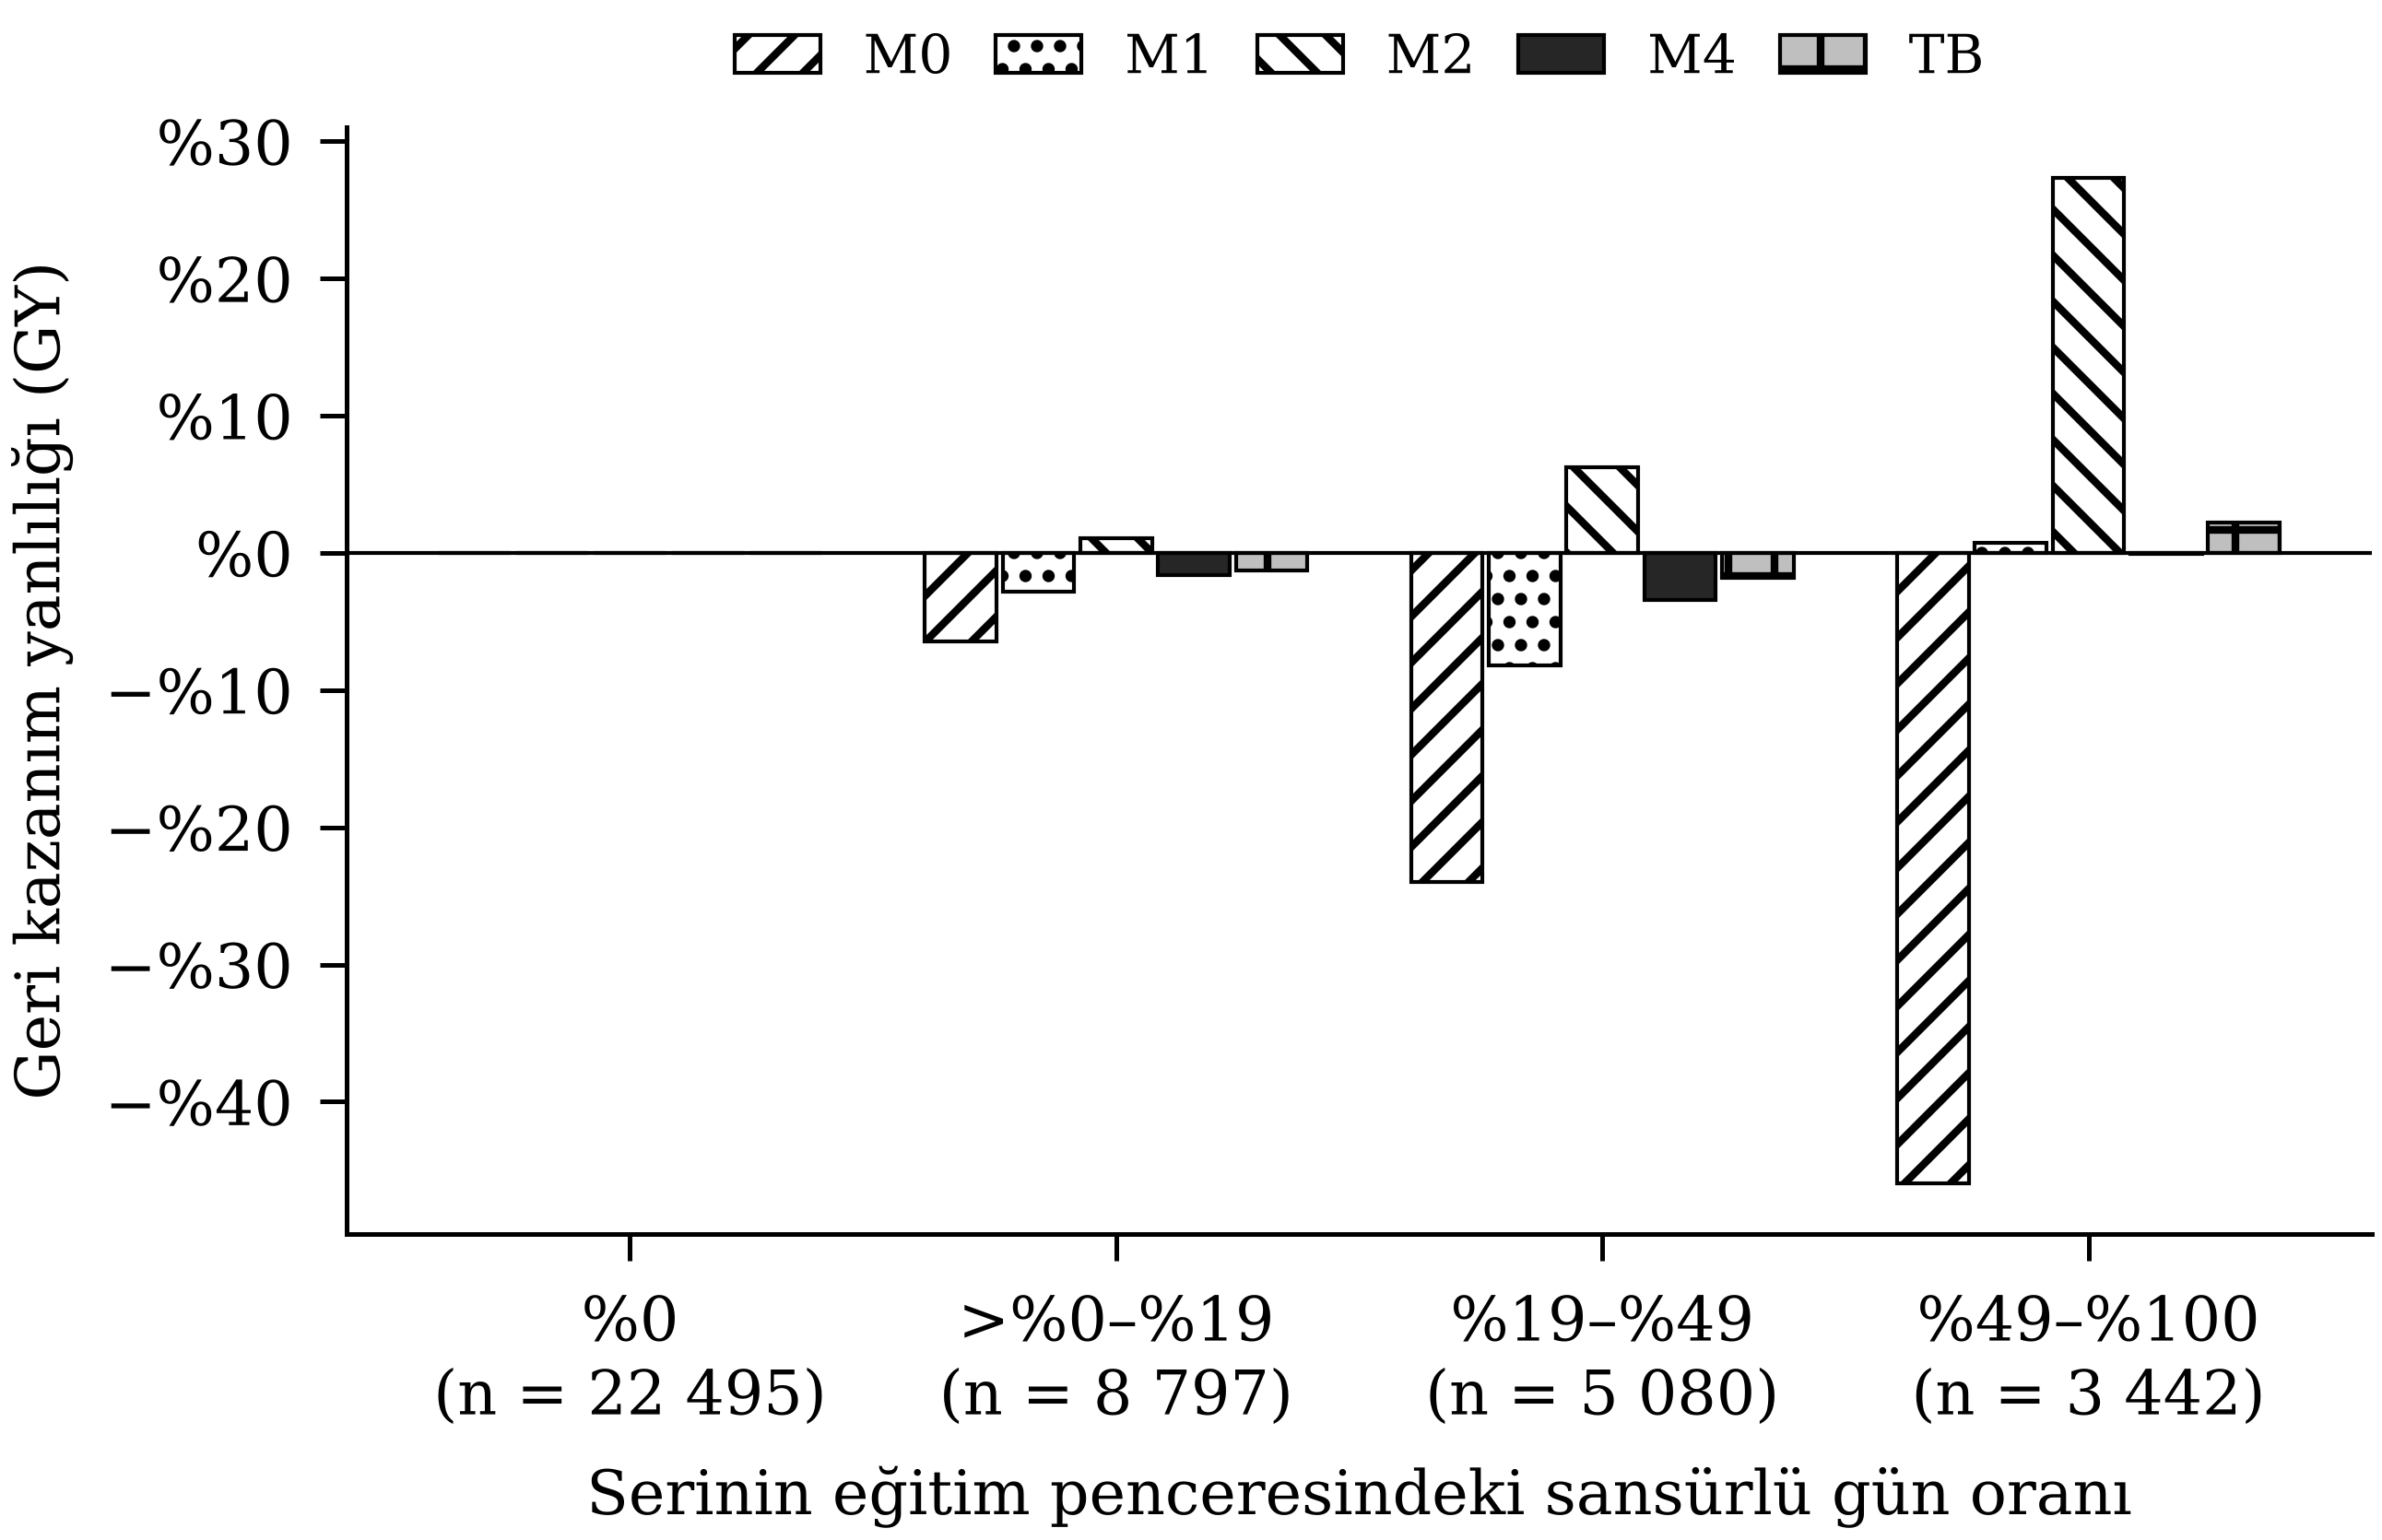 M0 M1 M2 M4 TB
%30
%20
%10
%0
−%10
−%20
−%30
−%40
Geri kazanım yanlılığı (GY)
%0 >%0–%19 %19–%49 %49–%100
(n = 22 495) (n = 8 797) (n = 5 080) (n = 3 442)
Serinin eğitim penceresindeki sansürlü gün oranı